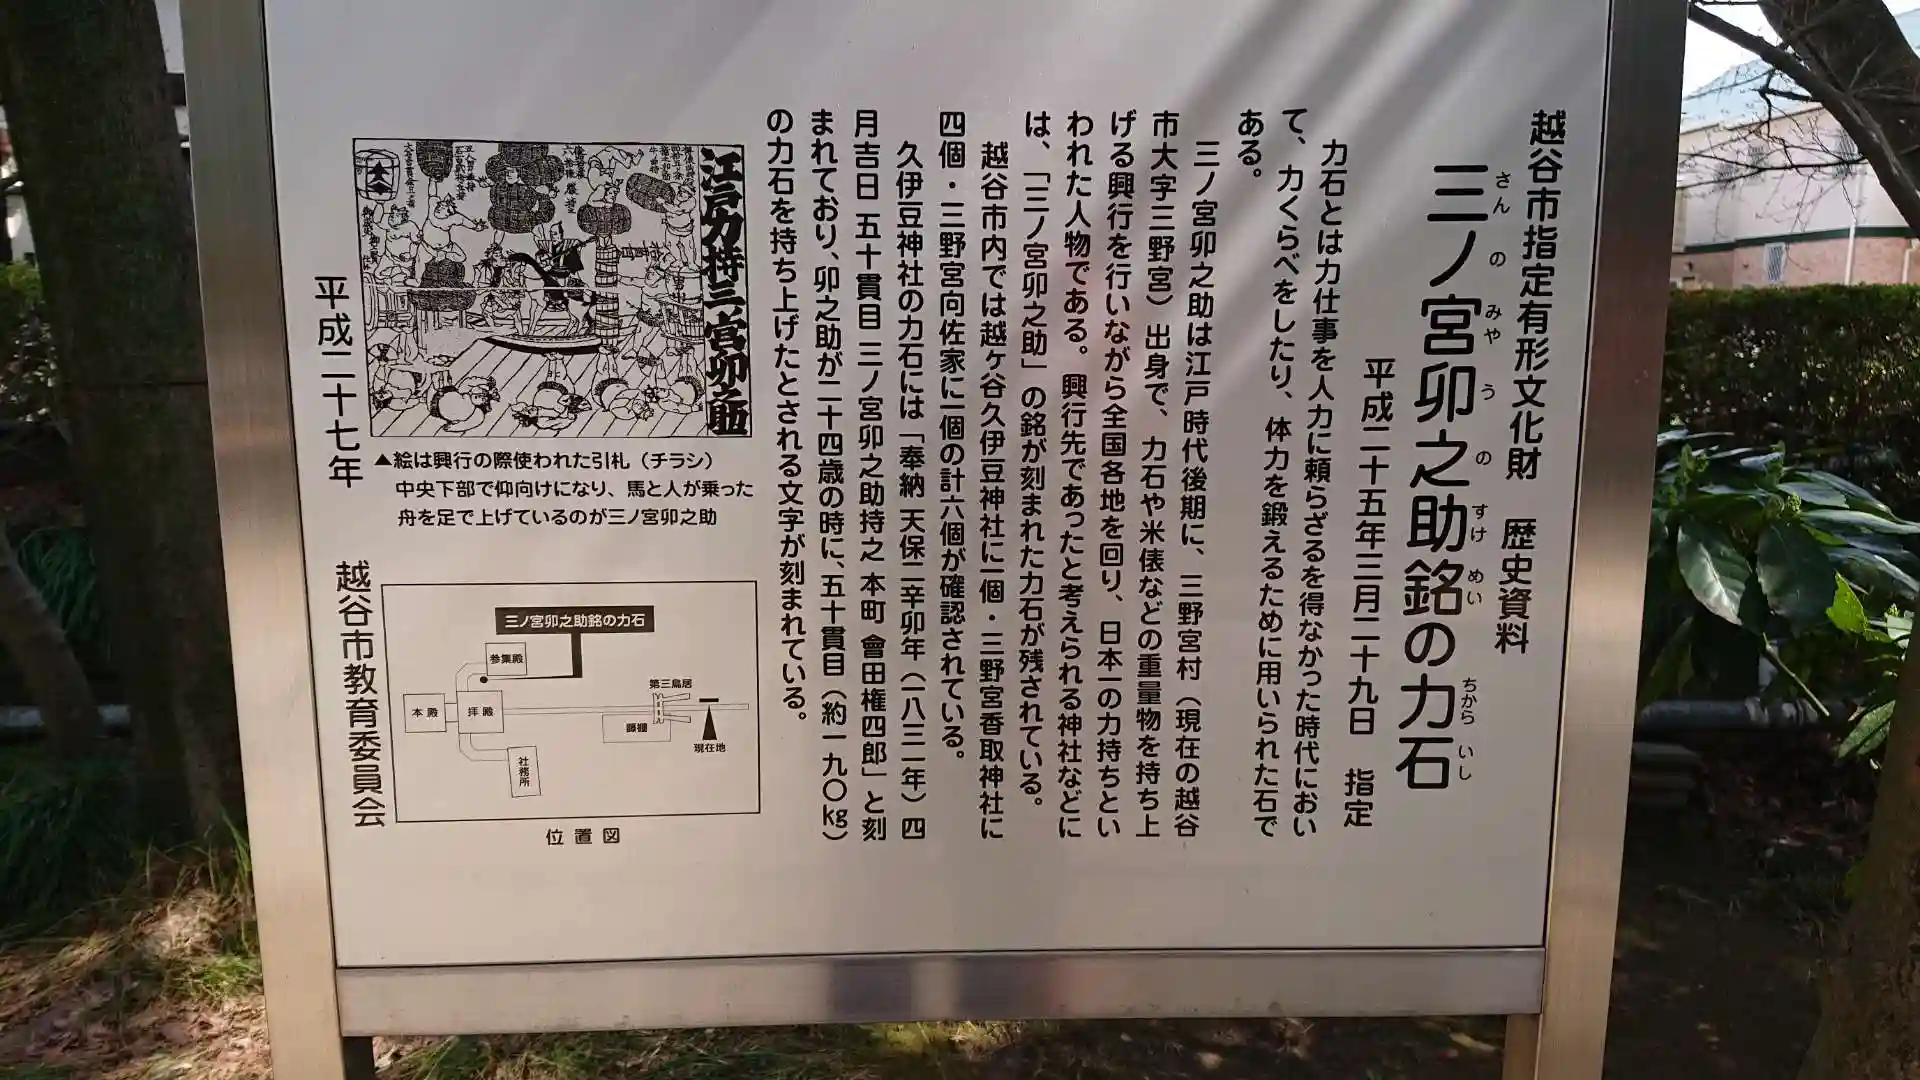 越谷市指定有形文化財　歴史資料
三ノ宮卯之助銘の力石
さん の みや う の すけ めい ちから いし
平成二十五年三月二十九日　指定
力石とは力仕事を人力に頼らざるを得なかった時代におい
て、力くらべをしたり、体力を鍛えるために用いられた石で
ある。
三ノ宮卯之助は江戸時代後期に、三野宮村（現在の越谷
市大字三野宮）出身で、力石や米俵などの重量物を持ち上
げる興行を行いながら全国各地を回り、日本一の力持ちとい
われた人物である。興行先であったと考えられる神社などに
は、「三ノ宮卯之助」の銘が刻まれた力石が残されている。
越谷市内では越ヶ谷久伊豆神社に一個・三野宮香取神社に
四個・三野宮向佐家に一個の計六個が確認されている。
久伊豆神社の力石には「奉納 天保二辛卯年（一八三一年）四
月吉日 五十貫目 三ノ宮卯之助持之 本町 會田権四郎」と刻
まれており、卯之助が二十四歳の時に、五十貫目（約一九〇kg）
の力石を持ち上げたとされる文字が刻まれている。
江戸力持三ノ宮卯之助
▲絵は興行の際使われた引札（チラシ）
中央下部で仰向けになり、馬と人が乗った
舟を足で上げているのが三ノ宮卯之助
三ノ宮卯之助銘の力石
参集殿
本殿
拝殿
第三鳥居
藤棚
現在地
社務所
位置図
平成二十七年　越谷市教育委員会